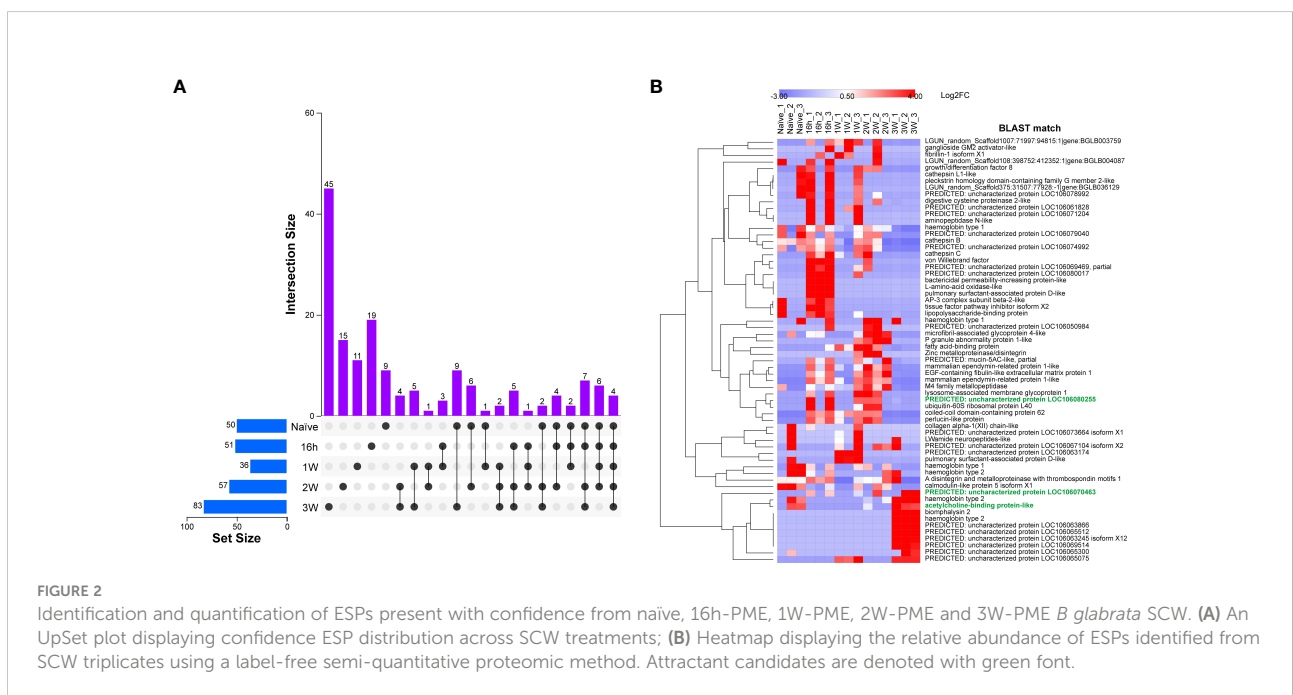 A
60
40
20
0
Intersection Size
45
15
11
19
9
4
5
1
3
9
6
1
2
5
1
2
4
2
7
6
4
50
51
36
57
83
Naïve
16h
1W
2W
3W
100
50
0
Set Size
B
-3.00
0.50
4.00
Log2FC
Naïve_1
Naïve_2
Naïve_3
16h_1
16h_2
16h_3
1W_1
1W_2
1W_3
2W_1
2W_2
2W_3
3W_1
3W_2
3W_3
BLAST match
LGUN_random_Scaffold1007:71997:94815:1|gene:BGLB003759
ganglioside GM2 activator-like
fibrillin-1 isoform X1
LGUN_random_Scaffold108:398752:412352:1|gene:BGLB004087
growth/differentiation factor 8
cathepsin L1-like
pleckstrin homology domain-containing family G member 2-like
LGUN_random_Scaffold375:31507:77928:-1|gene:BGLB036129
PREDICTED: uncharacterized protein LOC106078992
digestive cysteine proteinase 2-like
PREDICTED: uncharacterized protein LOC106061828
PREDICTED: uncharacterized protein LOC106071204
aminopeptidase N-like
haemoglobin type 1
PREDICTED: uncharacterized protein LOC106079040
cathepsin B
PREDICTED: uncharacterized protein LOC106074992
cathepsin C
von Willebrand factor
PREDICTED: uncharacterized protein LOC106069469, partial
PREDICTED: uncharacterized protein LOC106080017
bactericidal permeability-increasing protein-like
L-amino-acid oxidase-like
pulmonary surfactant-associated protein D-like
AP-3 complex subunit beta-2-like
tissue factor pathway inhibitor isoform X2
lipopolysaccharide-binding protein
haemoglobin type 1
PREDICTED: uncharacterized protein LOC106050984
microfibril-associated glycoprotein 4-like
P granule abnormality protein 1-like
fatty acid-binding protein
Zinc metalloproteinase/disintegrin
PREDICTED: mucin-5AC-like, partial
mammalian ependymin-related protein 1-like
EGF-containing fibulin-like extracellular matrix protein 1
mammalian ependymin-related protein 1-like
M4 family metallopeptidase
lysosome-associated membrane glycoprotein 1
PREDICTED: uncharacterized protein LOC106080255
ubiquitin-60S ribosomal protein L40
coiled-coil domain-containing protein 62
perlucin-like protein
collagen alpha-1(XII) chain-like
PREDICTED: uncharacterized protein LOC106073664 isoform X1
LWamide neuropeptides-like
PREDICTED: uncharacterized protein LOC106067104 isoform X2
PREDICTED: uncharacterized protein LOC106063174
pulmonary surfactant-associated protein D-like
haemoglobin type 1
haemoglobin type 2
A disintegrin and metalloproteinase with thrombospondin motifs 1
calmodulin-like protein 5 isoform X1
PREDICTED: uncharacterized protein LOC106070463
haemoglobin type 2
acetylcholine-binding protein-like
biomphalysin 2
haemoglobin type 2
PREDICTED: uncharacterized protein LOC106063866
PREDICTED: uncharacterized protein LOC106065512
PREDICTED: uncharacterized protein LOC106063245 isoform X12
PREDICTED: uncharacterized protein LOC106069514
PREDICTED: uncharacterized protein LOC106065300
PREDICTED: uncharacterized protein LOC106065075
FIGURE 2
Identification and quantification of ESPs present with confidence from naïve, 16h-PME, 1W-PME, 2W-PME and 3W-PME B glabrata SCW. (A) An
UpSet plot displaying confidence ESP distribution across SCW treatments; (B) Heatmap displaying the relative abundance of ESPs identified from
SCW triplicates using a label-free semi-quantitative proteomic method. Attractant candidates are denoted with green font.